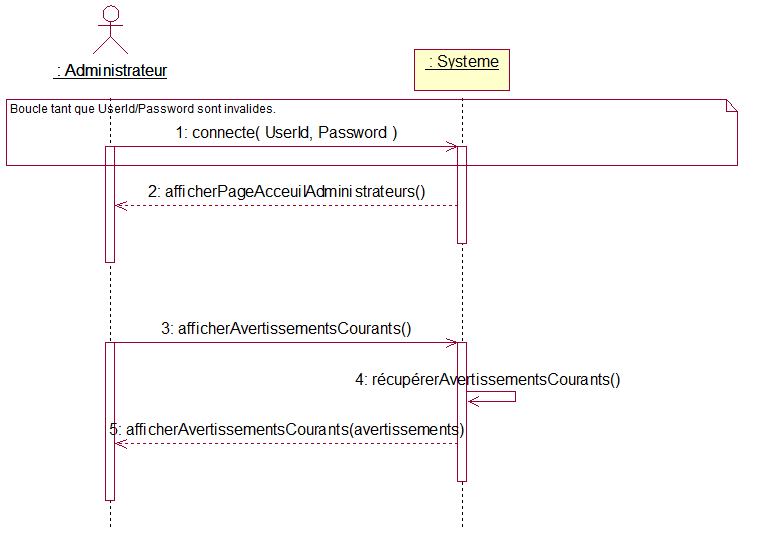 : Administrateur
: Systeme
Boucle tant que UserId/Password sont invalides.
1: connecte( UserId, Password )
2: afficherPageAcceuilAdministrateurs()
3: afficherAvertissementsCourants()
4: récupérerAvertissementsCourants()
5: afficherAvertissementsCourants(avertissements)